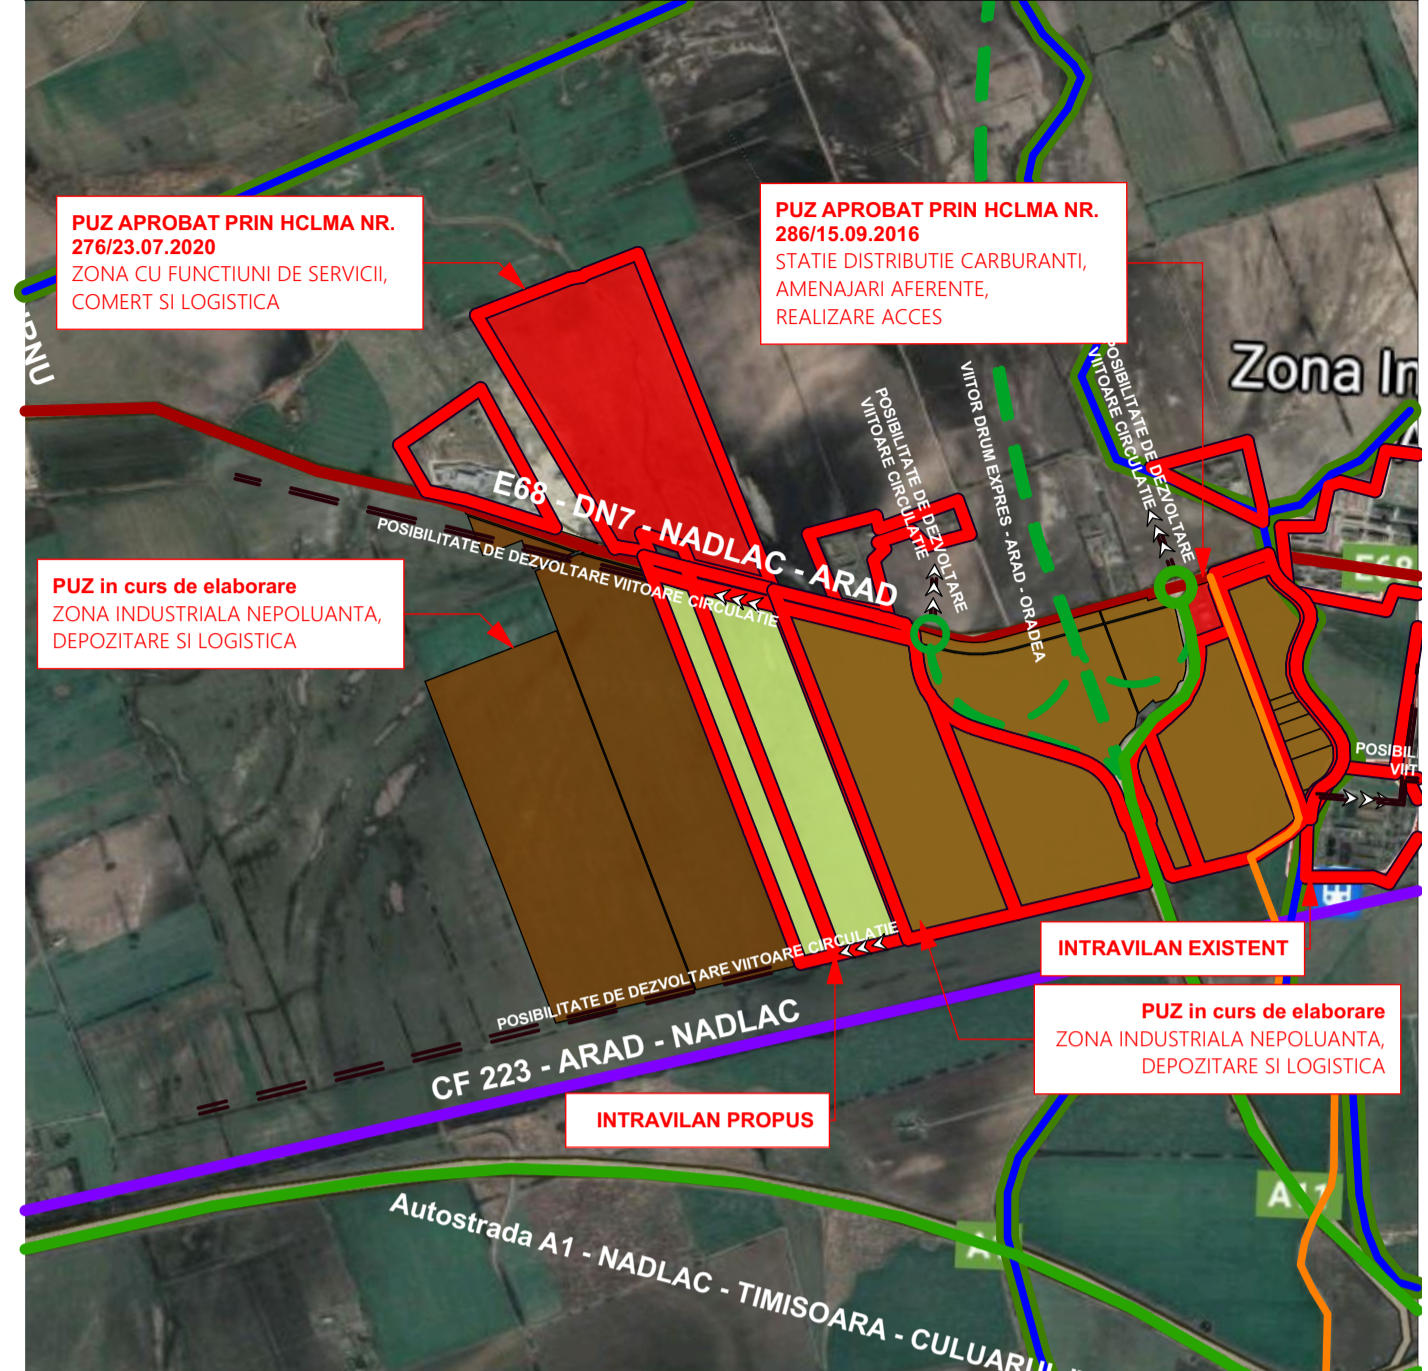 PUZ APROBAT PRIN HCLMA NR.
276/23.07.2020
ZONA CU FUNCTIUNI DE SERVICII,
COMERT SI LOGISTICA
PUZ APROBAT PRIN HCLMA NR.
286/15.09.2016
STATIE DISTRIBUTIE CARBURANTI,
AMENAJARI AFERENTE,
REALIZARE ACCES
Zona In
POSIBILITATE DE DEZVOLTARE
VIITOARE CIRCULATIE
VIITOR DRUM EXPRES - ARAD - ORADEA
POSIBILITATE DE DEZVOLTARE
VIITOARE CIRCULATIE
E68 - DN7 - NADLAC - ARAD
POSIBILITATE DE DEZVOLTARE VIITOARE CIRCULATIE
E68
PUZ in curs de elaborare
ZONA INDUSTRIALA NEPOLUANTA,
DEPOZITARE SI LOGISTICA
POSIBIL
VIIT
INTRAVILAN EXISTENT
POSIBILITATE DE DEZVOLTARE VIITOARE CIRCULATIE
CF 223 - ARAD - NADLAC
PUZ in curs de elaborare
ZONA INDUSTRIALA NEPOLUANTA,
DEPOZITARE SI LOGISTICA
INTRAVILAN PROPUS
A11
Autostrada A1 - NADLAC - TIMISOARA - CULUARUL